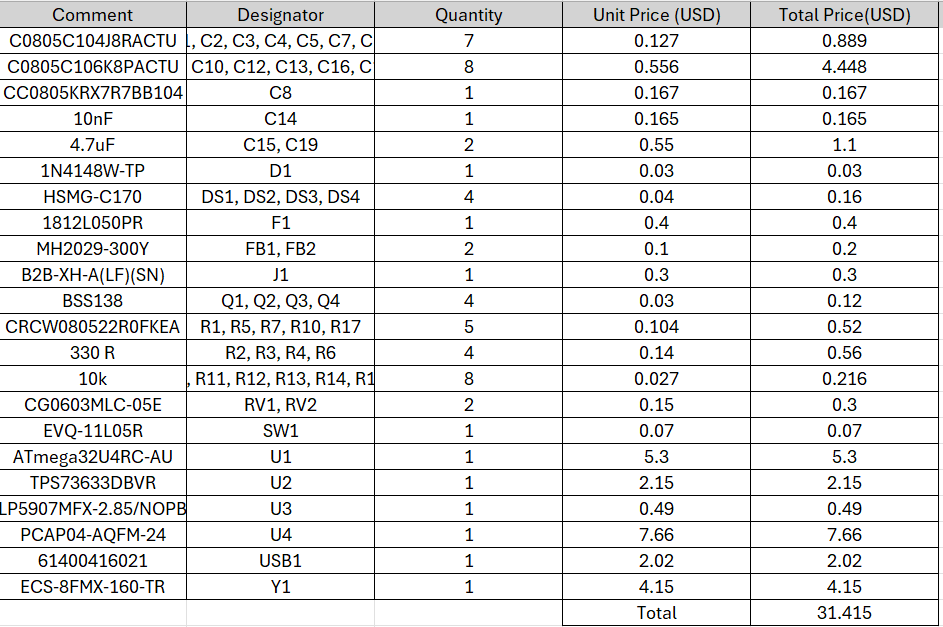 Comment Designator Quantity Unit Price (USD) Total Price(USD)
C0805C104J8RACTU , C2, C3, C4, C5, C7, C 7 0.127 0.889
C0805C106K8PACTU C10, C12, C13, C16, C 8 0.556 4.448
CC0805KRX7R7BB104 C8 1 0.167 0.167
10nF C14 1 0.165 0.165
4.7uF C15, C19 2 0.55 1.1
1N4148W-TP D1 1 0.03 0.03
HSMG-C170 DS1, DS2, DS3, DS4 4 0.04 0.16
1812L050PR F1 1 0.4 0.4
MH2029-300Y FB1, FB2 2 0.1 0.2
B2B-XH-A(LF)(SN) J1 1 0.3 0.3
BSS138 Q1, Q2, Q3, Q4 4 0.03 0.12
CRCW080522R0FKEA R1, R5, R7, R10, R17 5 0.104 0.52
330 R R2, R3, R4, R6 4 0.14 0.56
10k , R11, R12, R13, R14, R1 8 0.027 0.216
CG0603MLC-05E RV1, RV2 2 0.15 0.3
EVQ-11L05R SW1 1 0.07 0.07
ATmega32U4RC-AU U1 1 5.3 5.3
TPS73633DBVR U2 1 2.15 2.15
LP5907MFX-2.85/NOPB U3 1 0.49 0.49
PCAP04-AQFM-24 U4 1 7.66 7.66
61400416021 USB1 1 2.02 2.02
ECS-8FMX-160-TR Y1 1 4.15 4.15
Total 31.415